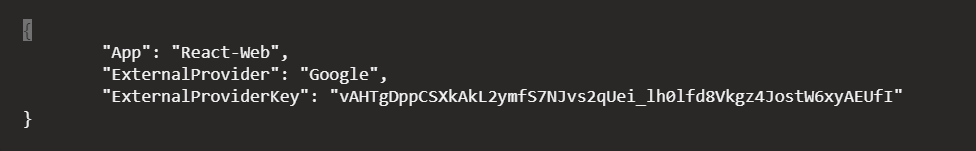 {
"App": "React-Web",
"ExternalProvider": "Google",
"ExternalProviderKey": "vAHTgDppCSXkAkL2ymfS7NJvs2qUei_lh0lfd8Vkgz4JostW6xyAEUfI"
}